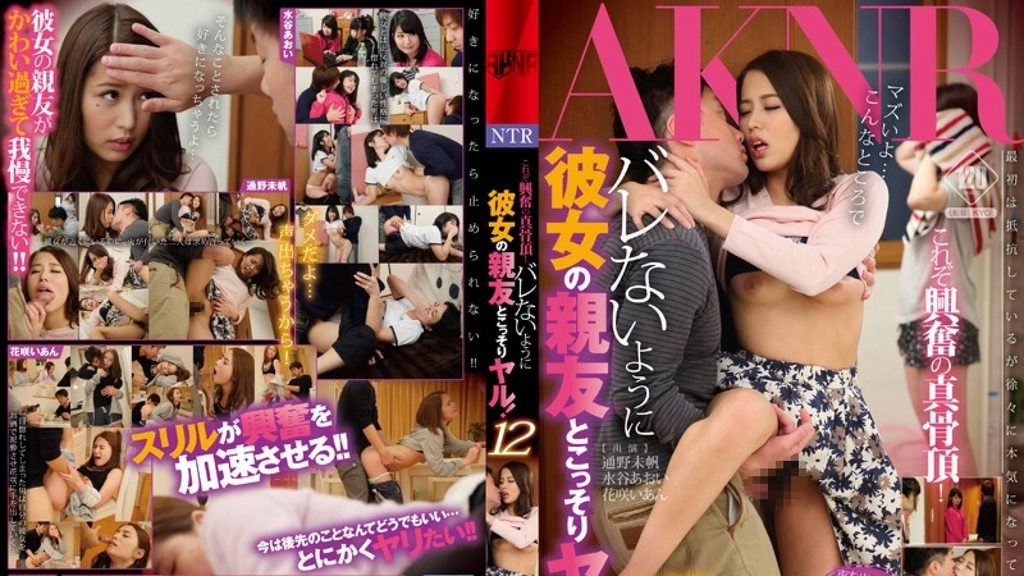 好きになったら止められない!!
そんなことされたら
好きになっちゃうよ…
彼女の親友が
かわい過ぎて我慢できない!!
水谷あおい
通野未帆
ダメだよ…
声出ちゃうから!
花咲いあん
スリルが興奮を
加速させる!!
今は後先のことなんてどうでもいい…
とにかくヤリたい!!
NTR
これぞ興奮の真骨頂!
バレないように
彼女の親友とこっそり
ヤル!
12
AKNR
マズいよ…
こんなところで
バレないように
彼女の親友とこっそりヤ
【出演】
通野未帆
水谷あおい
花咲いあん
120
これぞ興奮の真骨頂!
最初は抵抗しているが徐々に本気になって